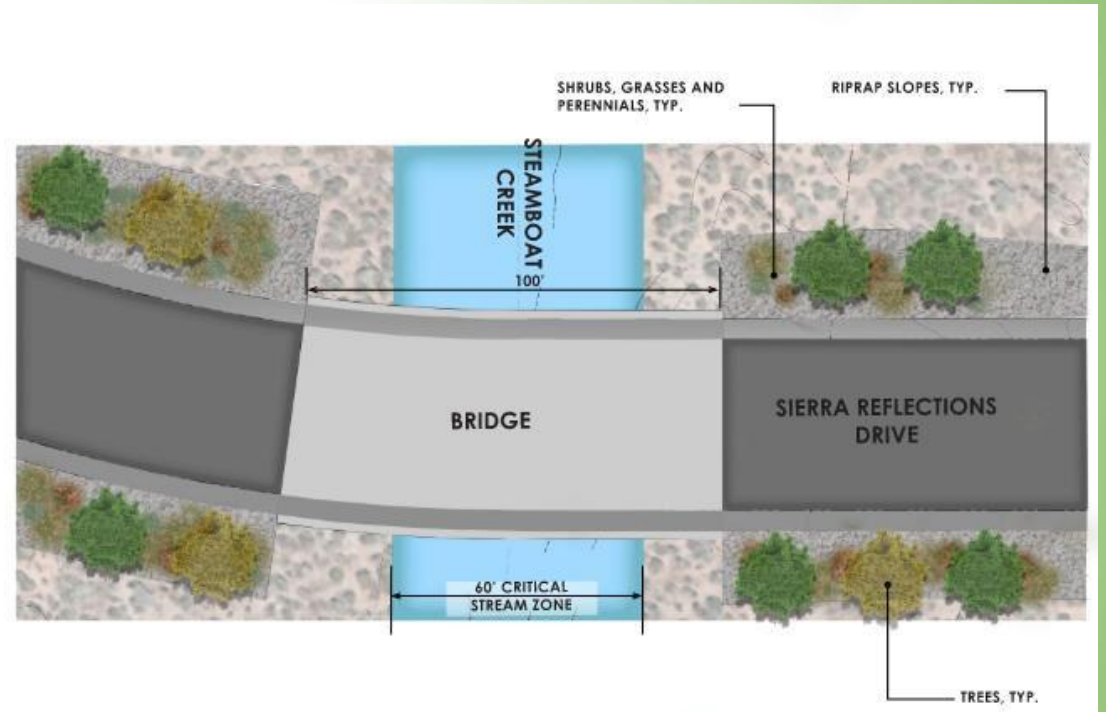 SHRUBS, GRASSES AND
PERENNIALS, TYP.
RIPRAP SLOPES, TYP.
STEAMBOAT
CREEK
100'
BRIDGE
SIERRA REFLECTIONS
DRIVE
60' CRITICAL
STREAM ZONE
TREES, TYP.